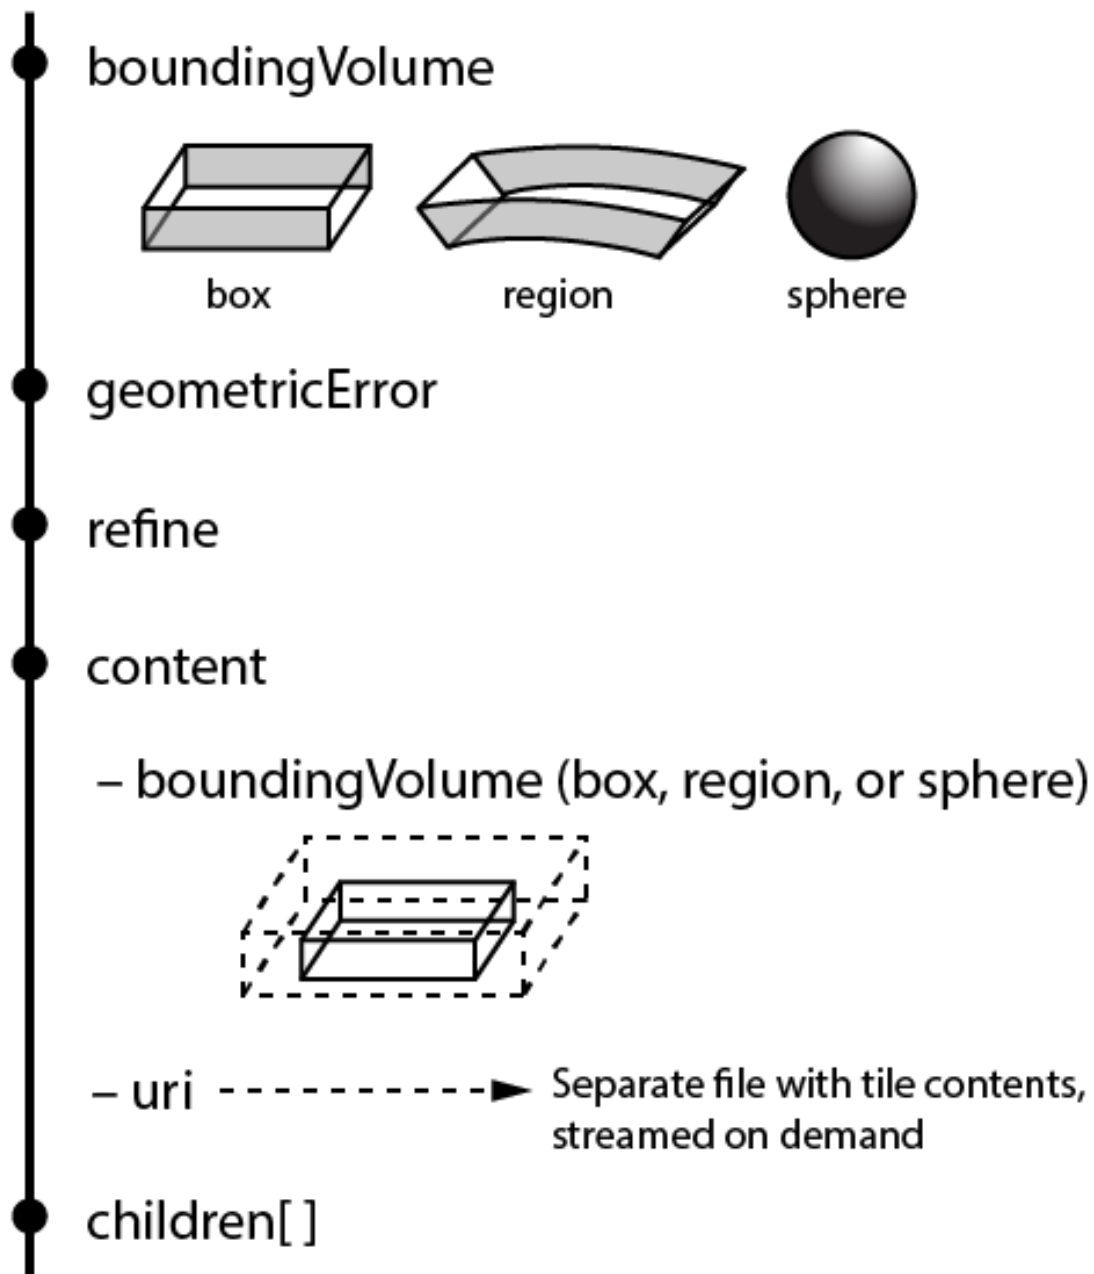 boundingVolume
box region sphere
geometricError
refine
content
– boundingVolume (box, region, or sphere)
– uri Separate file with tile contents,
streamed on demand
children[ ]